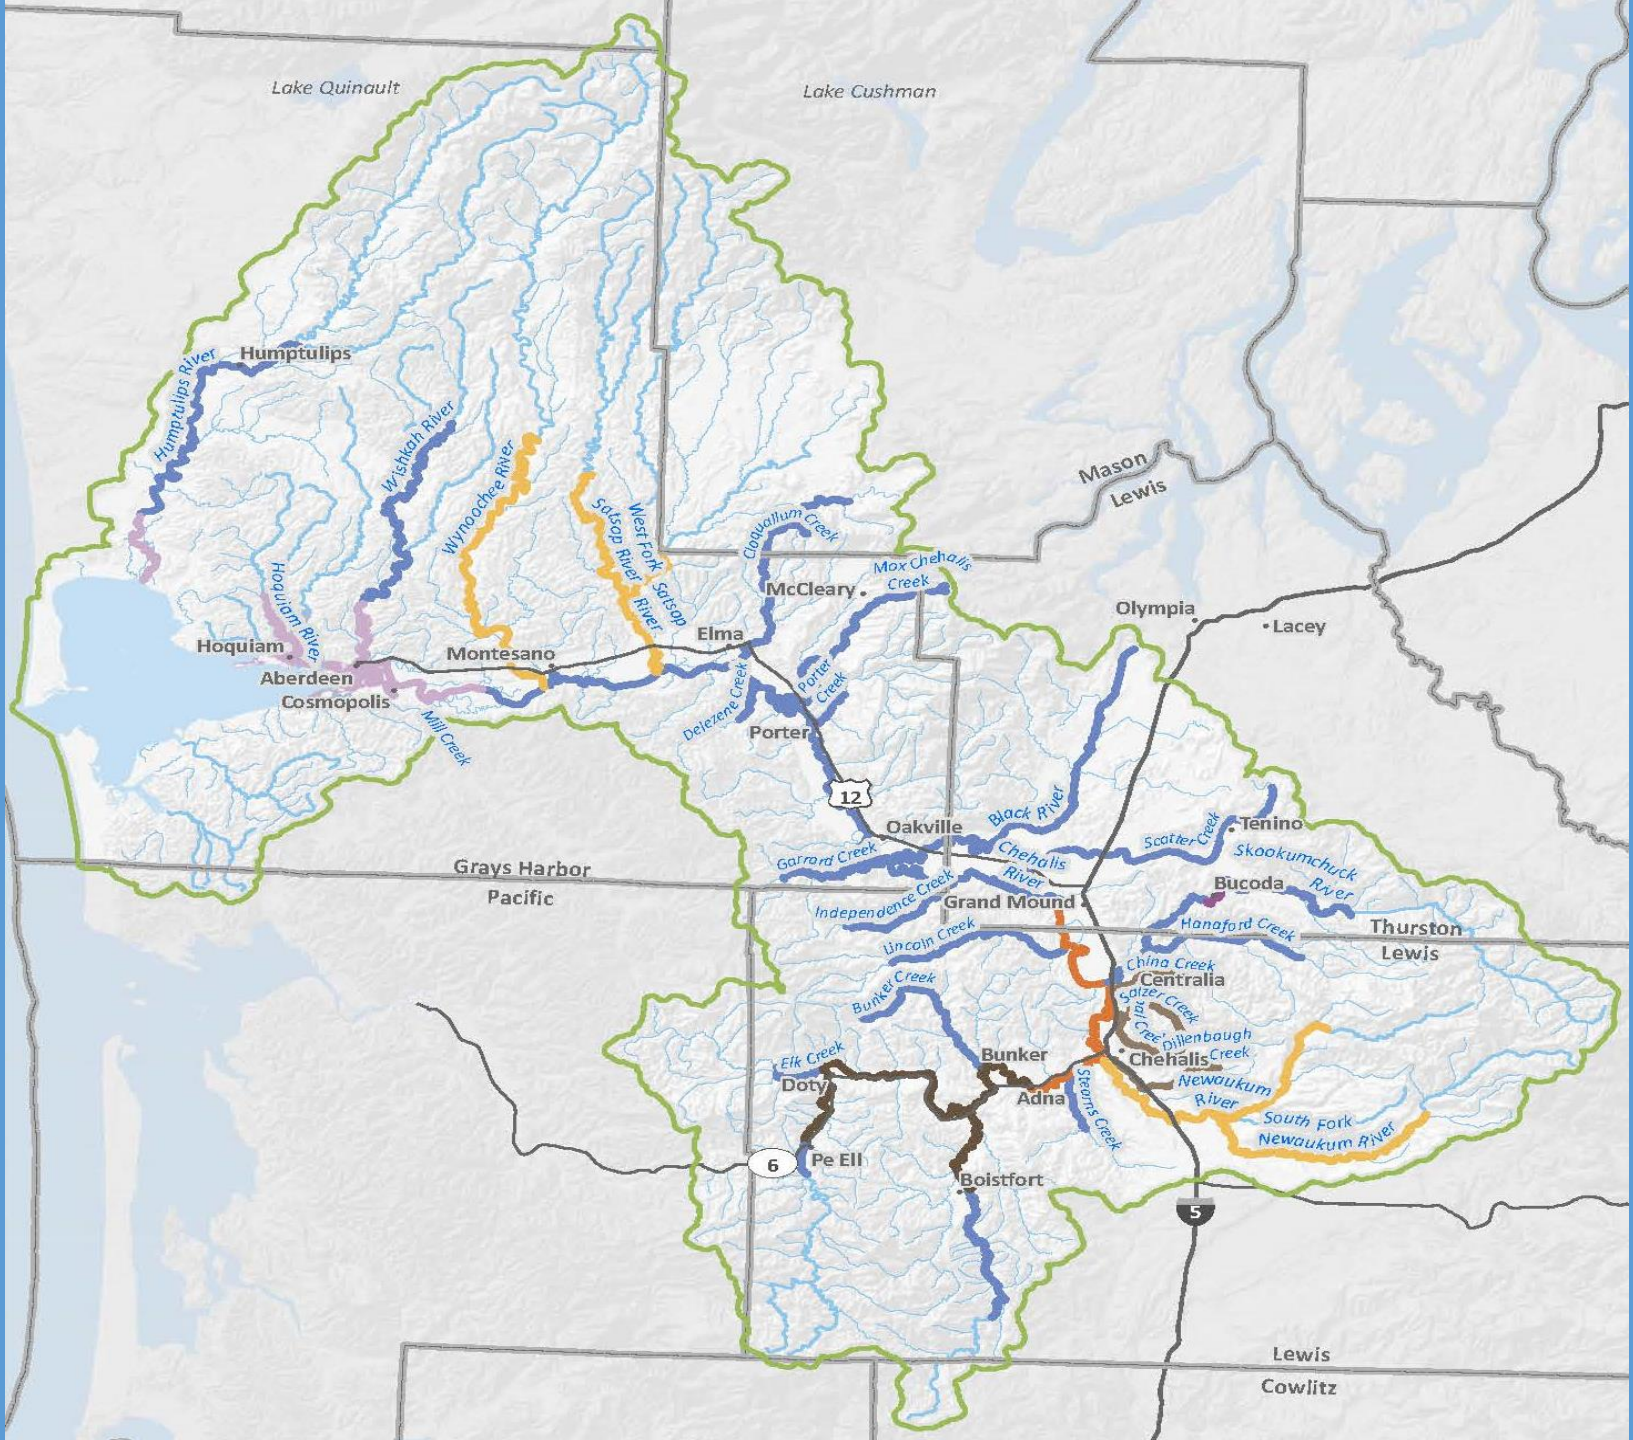 Lake Quinault
Lake Cushman
Humptulips
Humptulips River
Wishkah River
Wynoochee River
Satsop River
West Fork Satsop River
Cloquallum Creek
Mox Chehalis
Creek
McCleary
Mason
Lewis
Olympia
Lacey
Hoquiam River
Hoquiam
Montesano
Elma
Aberdeen
Cosmopolis
Mill Creek
Delezene Creek
Porter
Creek
Porter
12
Oakville
Black River
Scatter Creek
Tenino
Skookumchuck
River
Garrard Creek
Chehalis
River
Bucoda
Grays Harbor
Pacific
Independence Creek
Grand Mound
Hanaford Creek
Thurston
Lewis
Lincoln Creek
China Creek
Centralia
Bunker Creek
Salzer Creek
Dillenbaugh
Creek
Elk Creek
Doty
Bunker
Chehalis
Adna
Stearns Creek
Newaukum
River
South Fork
Newaukum River
6
Pe Ell
Boistfort
5
Lewis
Cowlitz